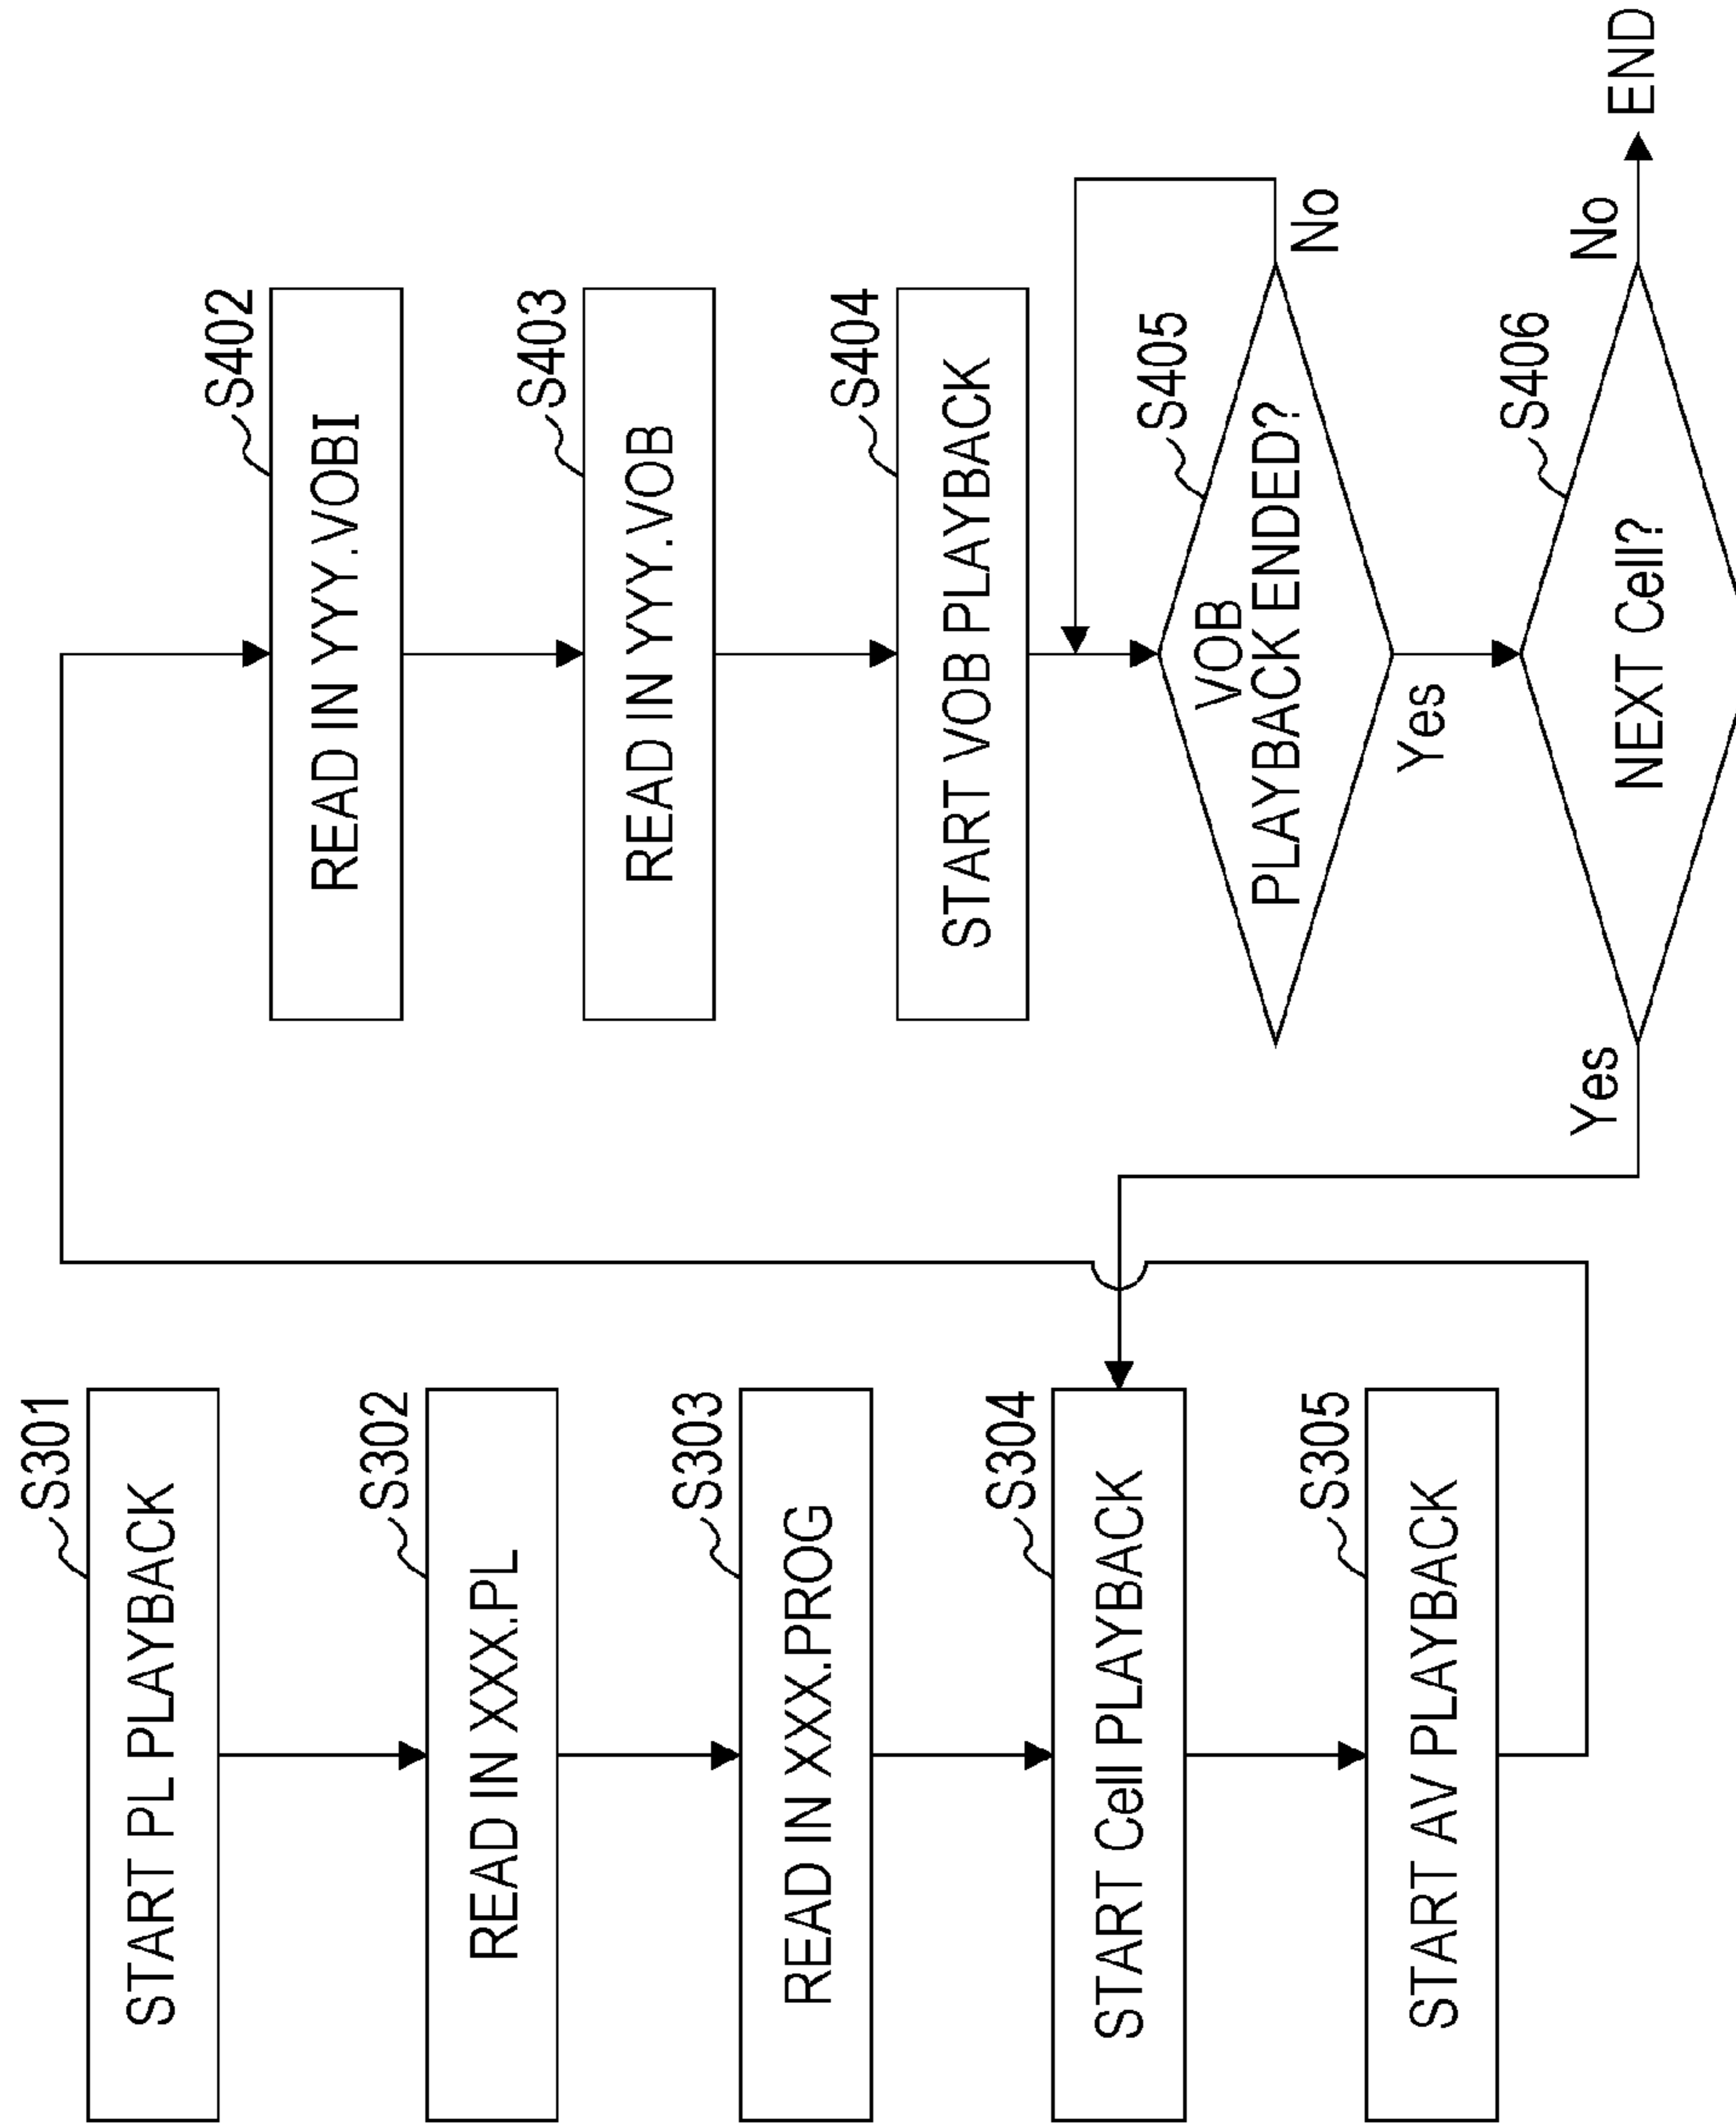 S301
START PL PLAYBACK
S302
READ IN XXX.PL
S303
READ IN XXX.PROG
S304
START Cell PLAYBACK
S305
START AV PLAYBACK
S402
READ IN YYY.VOBI
S403
READ IN YYY.VOB
S404
START VOB PLAYBACK
S405
VOB
PLAYBACK ENDED?
No
Yes
S406
NEXT Cell?
Yes
No
END